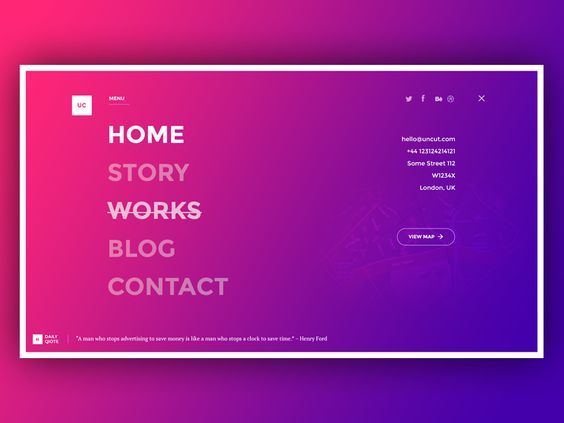 UC
MENU
Bē
HOME
STORY
WORKS
BLOG
CONTACT
hello@uncut.com
+44 123124214121
Some Street 112
W1234X
London, UK
VIEW MAP
DAILY
QIOTE
"A man who stops advertising to save money is like a man who stops a clock to save time." – Henry Ford